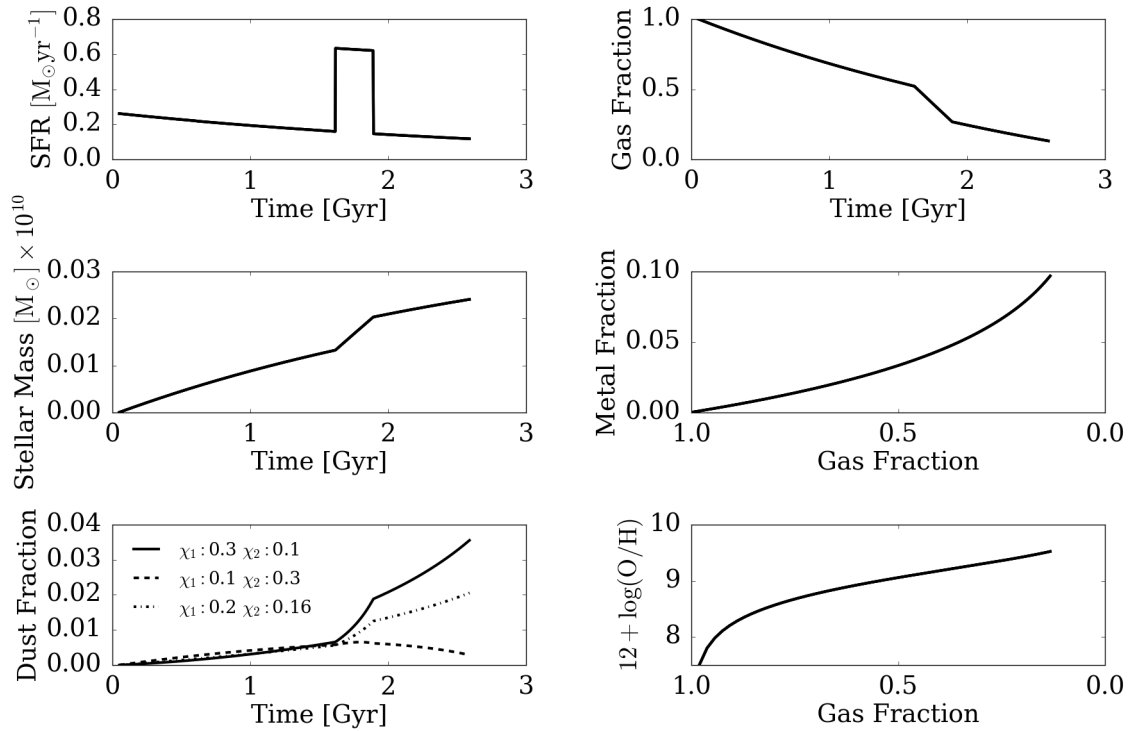 SFR [M⊙yr⁻¹]
0.8
0.6
0.4
0.2
0.0
0 1 2 3
Time [Gyr]
Gas Fraction
1.0
0.5
0.0
0 1 2 3
Time [Gyr]
Stellar Mass [M⊙] × 10¹⁰
0.03
0.02
0.01
0.00
0 1 2 3
Time [Gyr]
Metal Fraction
0.10
0.05
0.00
1.0 0.5 0.0
Gas Fraction
Dust Fraction
0.04
0.03
0.02
0.01
0.00
χ₁ : 0.3 χ₂ : 0.1
χ₁ : 0.1 χ₂ : 0.3
χ₁ : 0.2 χ₂ : 0.16
0 1 2 3
Time [Gyr]
12 + log(O/H)
10
9
8
1.0 0.5 0.0
Gas Fraction